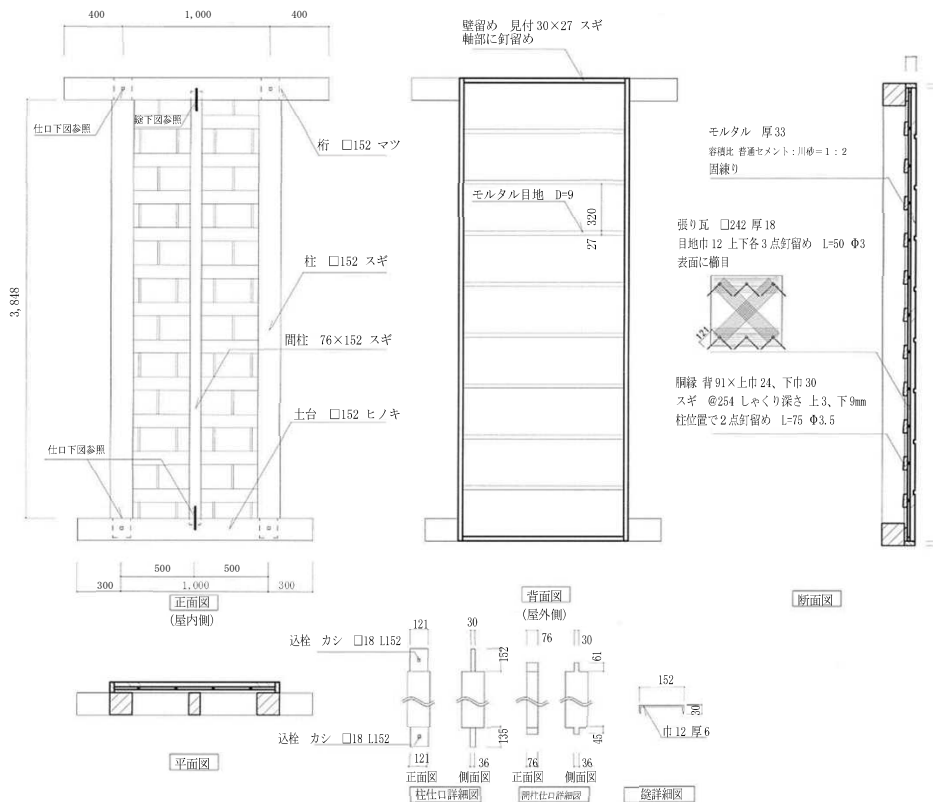 400
1,000
400
仕口下図参照
鎹下図参照
桁 □152 マツ
3,848
柱 □152 スギ
間柱 76×152 スギ
土台 □152 ヒノキ
仕口下図参照
500
500
300
1,000
300
正面図
(屋内側)
壁留め 見付30×27 スギ
軸部に釘留め
モルタル目地 D=9
320
27
背面図
(屋外側)
モルタル 厚33
容積比 普通セメント:川砂=1:2
固練り
張り瓦 □242 厚18
目地巾12 上下各3点釘留め L=50 Φ3
表面に櫛目
121
胴縁 背91×上巾24、下巾30
スギ @254 しゃくり深さ 上3、下9mm
柱位置で2点釘留め L=75 Φ3.5
断面図
平面図
込栓 カシ □18 L152
込栓 カシ □18 L152
121
30
152
135
121
36
正面図
側面図
柱仕口詳細図
76
30
61
45
76
36
正面図
側面図
間柱仕口詳細図
152
30
巾12 厚6
鎹詳細図